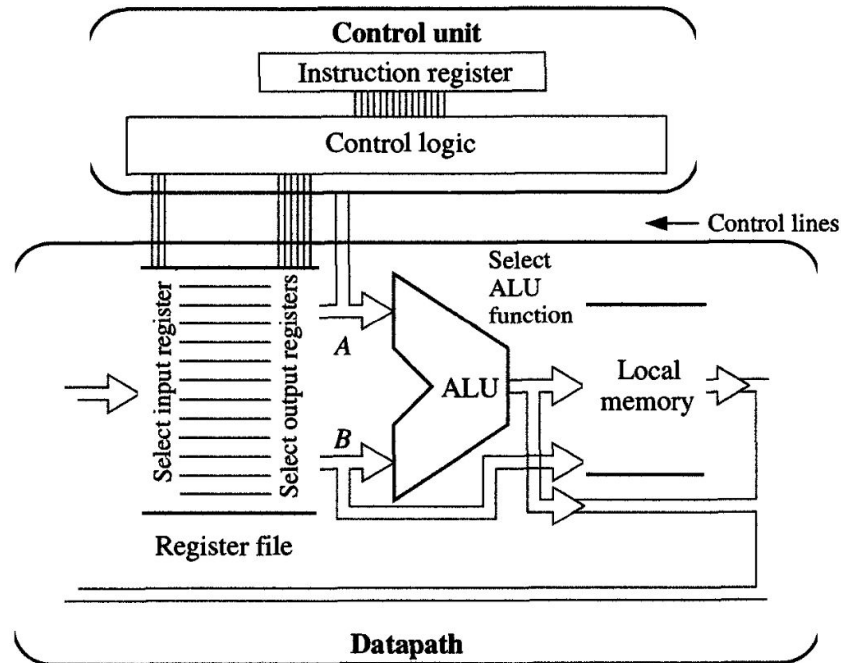 Control unit
Instruction register
Control logic
Control lines
Select
ALU
function
Select input register
Select output registers
A
ALU
Local
memory
B
Register file
Datapath